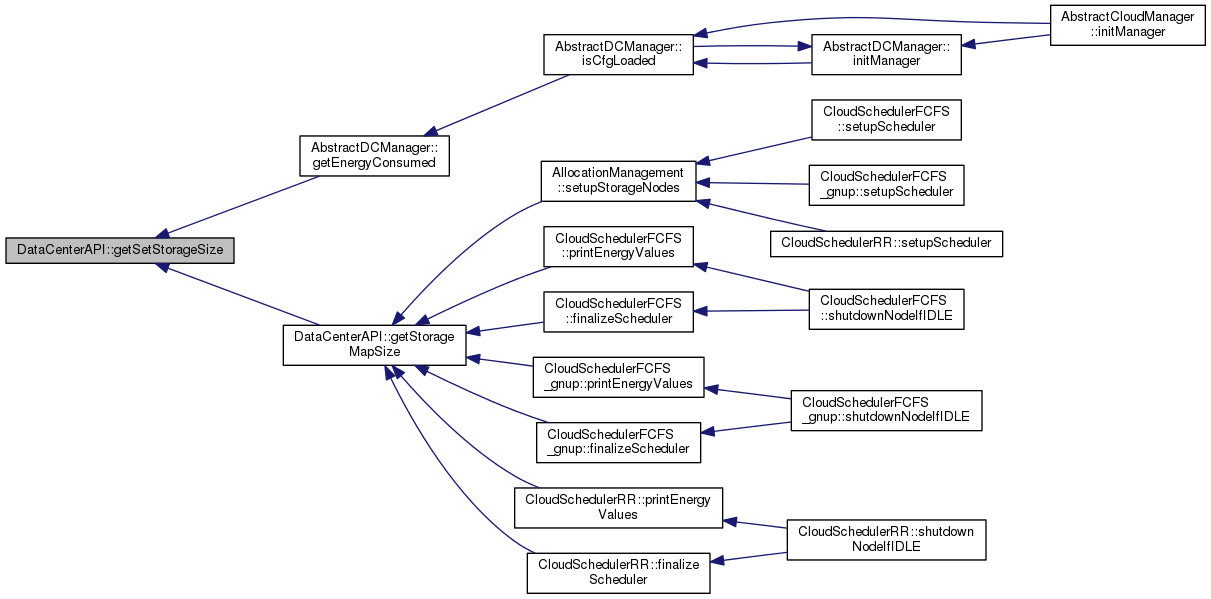 AbstractCloudManager
::initManager
AbstractDCManager::
isCfgLoaded
AbstractDCManager::
initManager
CloudSchedulerFCFS
::setupScheduler
AbstractDCManager::
getEnergyConsumed
AllocationManagement
::setupStorageNodes
CloudSchedulerFCFS
_gnup::setupScheduler
DataCenterAPI::getSetStorageSize
CloudSchedulerRR::setupScheduler
CloudSchedulerFCFS
::printEnergyValues
CloudSchedulerFCFS
::finalizeScheduler
CloudSchedulerFCFS
::shutdownNodeIfIDLE
DataCenterAPI::getStorage
MapSize
CloudSchedulerFCFS
_gnup::printEnergyValues
CloudSchedulerFCFS
_gnup::shutdownNodeIfIDLE
CloudSchedulerFCFS
_gnup::finalizeScheduler
CloudSchedulerRR::printEnergy
Values
CloudSchedulerRR::shutdown
NodeIfIDLE
CloudSchedulerRR::finalize
Scheduler